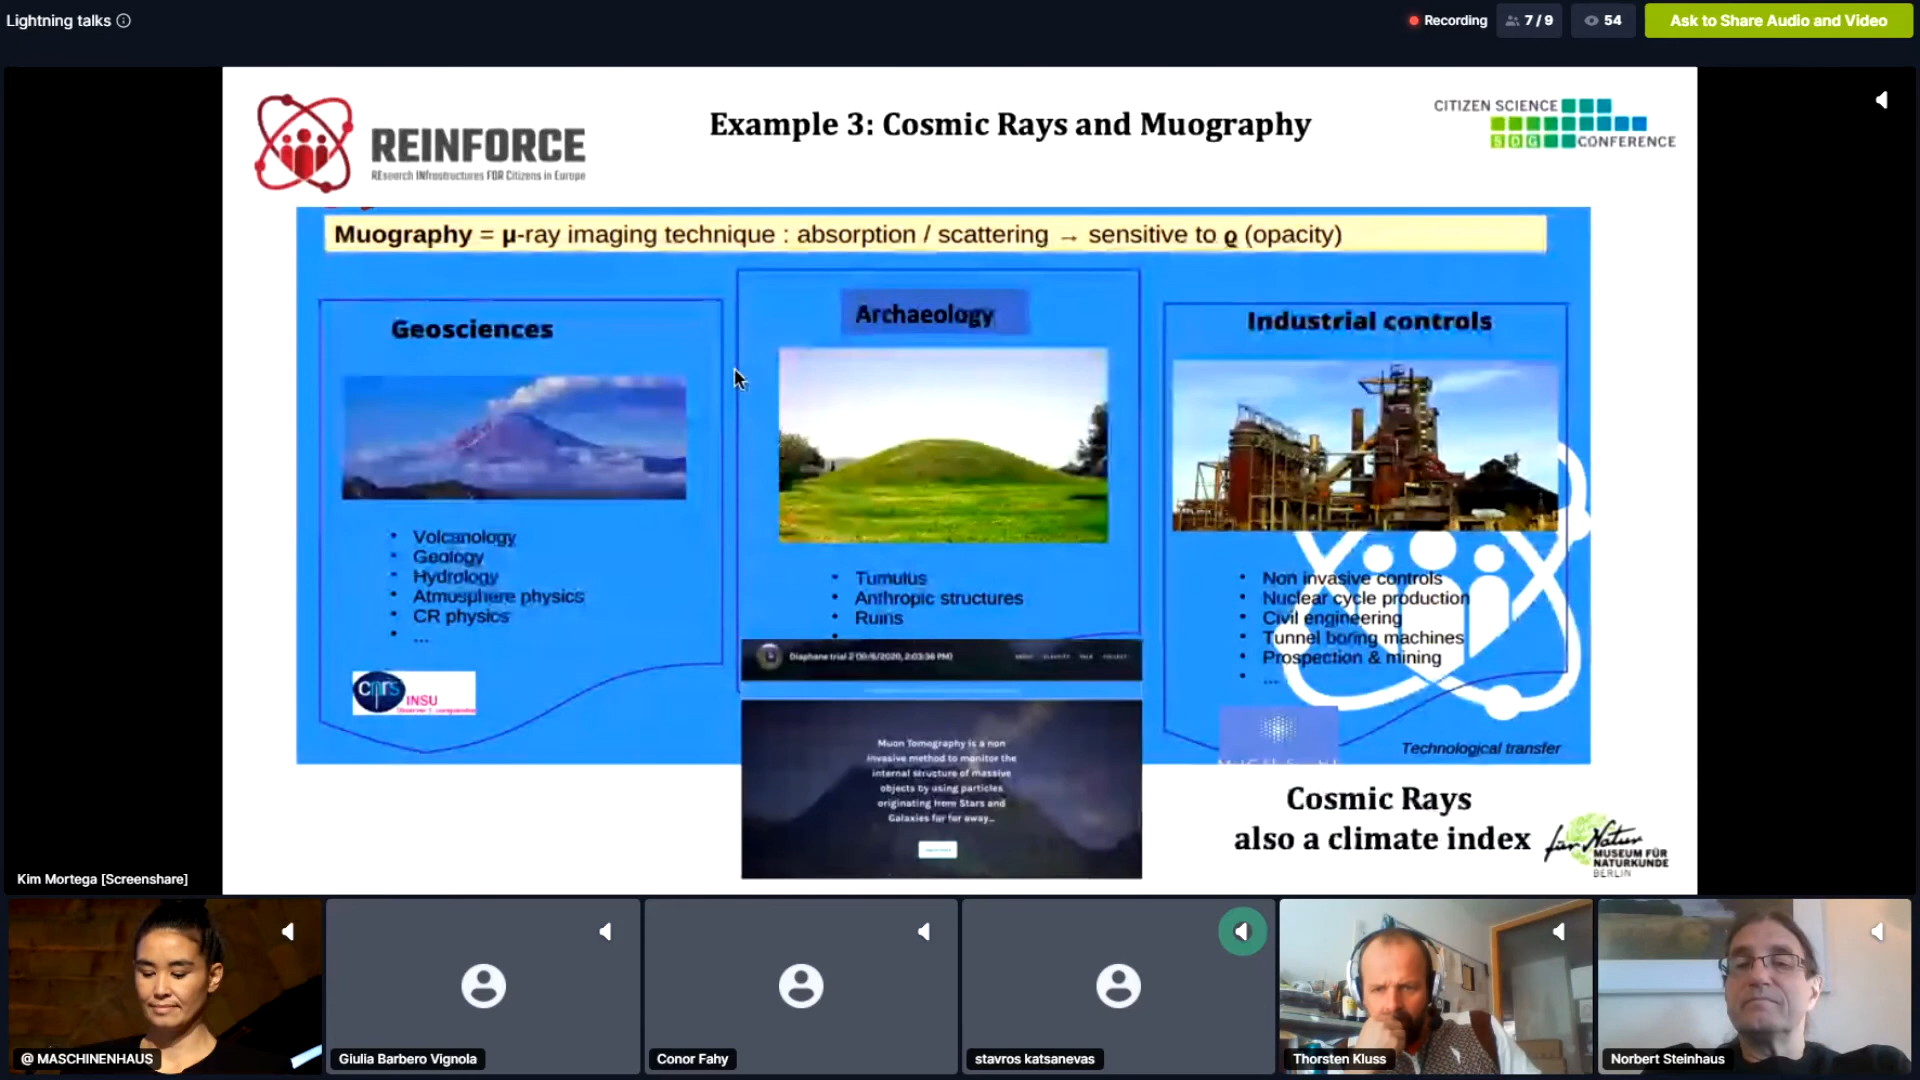 Lightning talks
Recording
7 / 9
54
Ask to Share Audio and Video
REINFORCE
REsearch INfrastructures FOR Citizens in Europe
Example 3: Cosmic Rays and Muography
CITIZEN SCIENCE
SDG CONFERENCE
Muography = μ-ray imaging technique : absorption / scattering → sensitive to ϱ (opacity)
Geosciences
• Volcanology
• Geology
• Hydrology
• Atmosphere physics
• CR physics
• ...
cnrs
INSU
Archaeology
• Tumulus
• Anthropic structures
• Ruins
Diaphane trial 2
Muon Tomography is a non
invasive method to monitor the
internal structure of massive
objects by using particles
originating from Stars and
Galaxies far far away...
Industrial controls
• Non invasive controls
• Nuclear cycle production
• Civil engineering
• Tunnel boring machines
• Prospection & mining
• ...
Technological transfer
Cosmic Rays
also a climate index
für Natur
MUSEUM FÜR
NATURKUNDE
BERLIN
Kim Mortega [Screenshare]
@ MASCHINENHAUS
Giulia Barbero Vignola
Conor Fahy
stavros katsanevas
Thorsten Kluss
Norbert Steinhaus